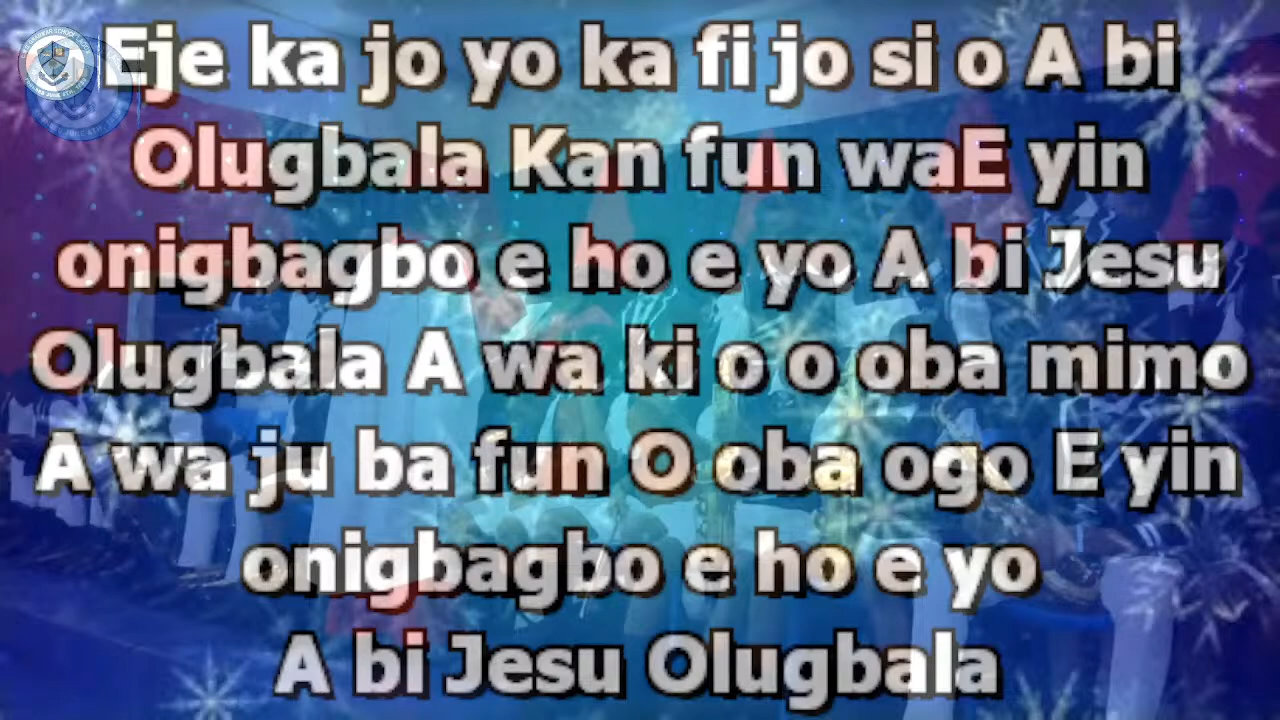 Eje ka jo yo ka fi jo si o A bi
Olugbala Kan fun waE yin
onigbagbo e ho e yo A bi Jesu
Olugbala A wa ki o o oba mimo
A wa ju ba fun O oba ogo E yin
onigbagbo e ho e yo
A bi Jesu Olugbala